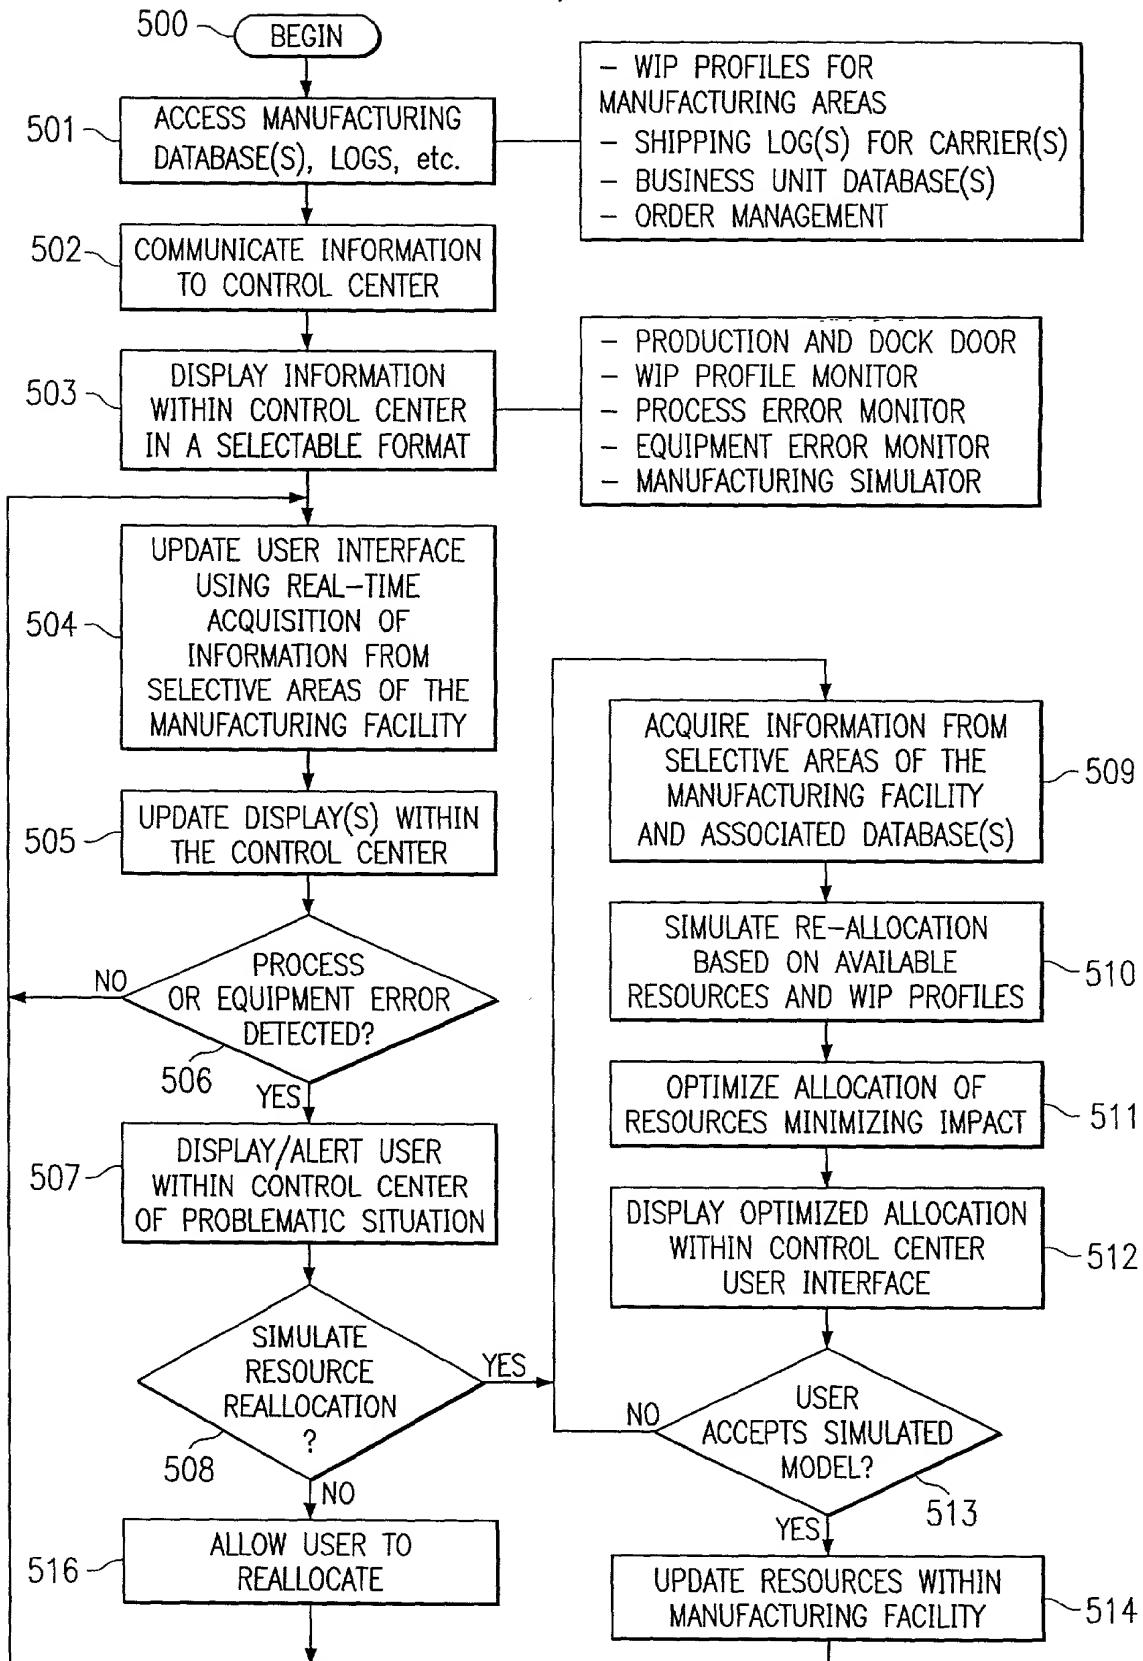 500
BEGIN
501
ACCESS MANUFACTURING
DATABASE(S), LOGS, etc.
– WIP PROFILES FOR
MANUFACTURING AREAS
– SHIPPING LOG(S) FOR CARRIER(S)
– BUSINESS UNIT DATABASE(S)
– ORDER MANAGEMENT
502
COMMUNICATE INFORMATION
TO CONTROL CENTER
503
DISPLAY INFORMATION
WITHIN CONTROL CENTER
IN A SELECTABLE FORMAT
– PRODUCTION AND DOCK DOOR
– WIP PROFILE MONITOR
– PROCESS ERROR MONITOR
– EQUIPMENT ERROR MONITOR
– MANUFACTURING SIMULATOR
504
UPDATE USER INTERFACE
USING REAL–TIME
ACQUISITION OF
INFORMATION FROM
SELECTIVE AREAS OF THE
MANUFACTURING FACILITY
505
UPDATE DISPLAY(S) WITHIN
THE CONTROL CENTER
NO
PROCESS
OR EQUIPMENT ERROR
DETECTED?
506
YES
507
DISPLAY/ALERT USER
WITHIN CONTROL CENTER
OF PROBLEMATIC SITUATION
SIMULATE
RESOURCE
REALLOCATION
?
508
YES
NO
516
ALLOW USER TO
REALLOCATE
ACQUIRE INFORMATION FROM
SELECTIVE AREAS OF THE
MANUFACTURING FACILITY
AND ASSOCIATED DATABASE(S)
509
SIMULATE RE–ALLOCATION
BASED ON AVAILABLE
RESOURCES AND WIP PROFILES
510
OPTIMIZE ALLOCATION OF
RESOURCES MINIMIZING IMPACT
511
DISPLAY OPTIMIZED ALLOCATION
WITHIN CONTROL CENTER
USER INTERFACE
512
NO
USER
ACCEPTS SIMULATED
MODEL?
513
YES
UPDATE RESOURCES WITHIN
MANUFACTURING FACILITY
514